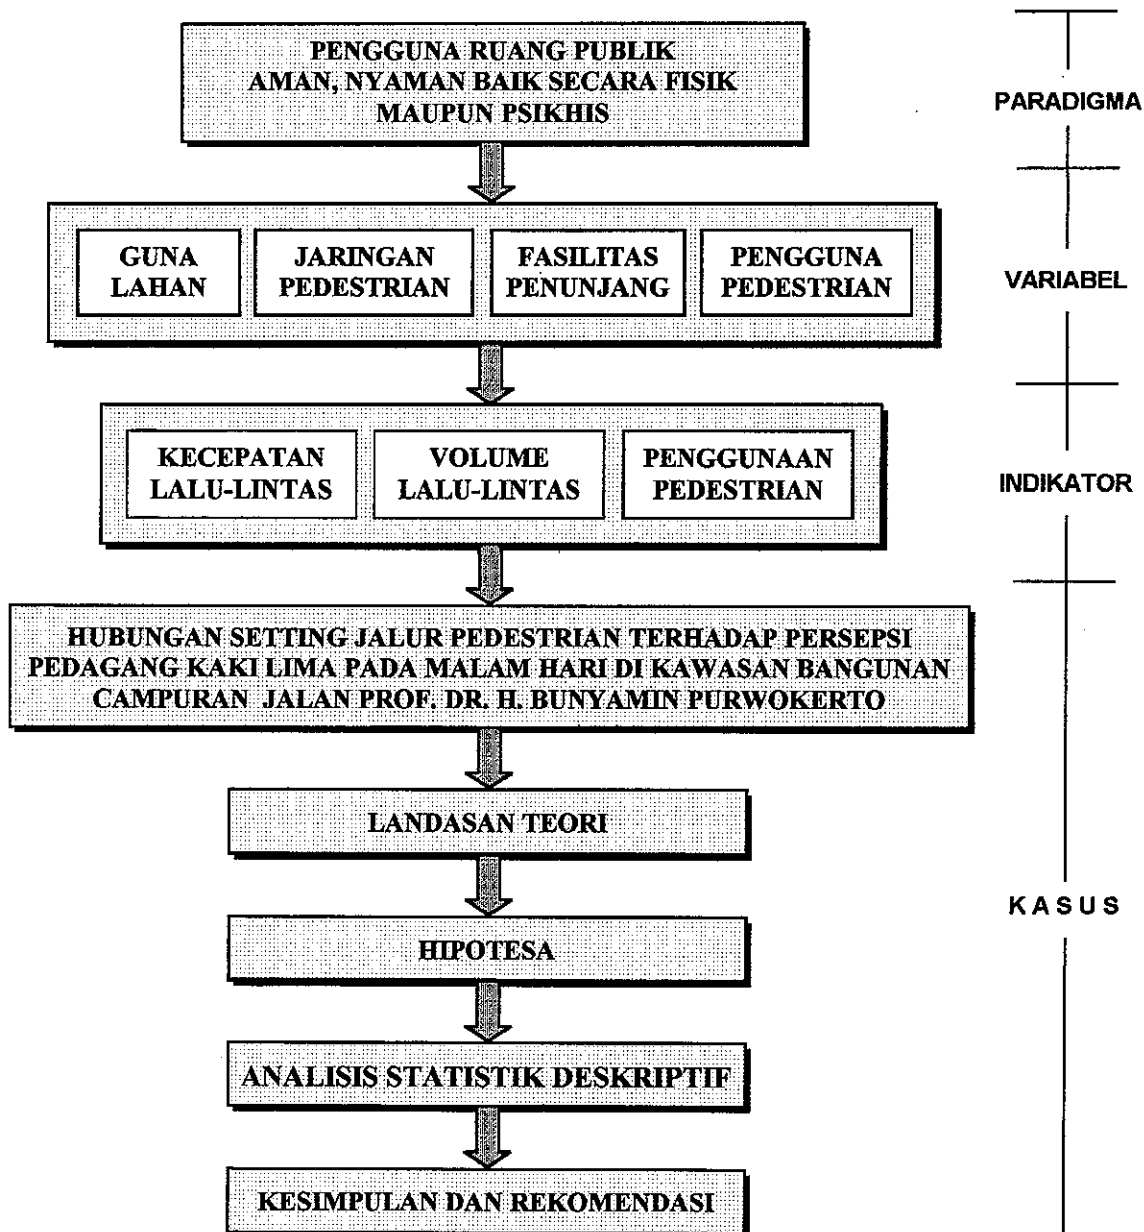 PENGGUNA RUANG PUBLIK
AMAN, NYAMAN BAIK SECARA FISIK
MAUPUN PSIKHIS
PARADIGMA
GUNA
LAHAN
JARINGAN
PEDESTRIAN
FASILITAS
PENUNJANG
PENGGUNA
PEDESTRIAN
VARIABEL
KECEPATAN
LALU-LINTAS
VOLUME
LALU-LINTAS
PENGGUNAAN
PEDESTRIAN
INDIKATOR
HUBUNGAN SETTING JALUR PEDESTRIAN TERHADAP PERSEPSI
PEDAGANG KAKI LIMA PADA MALAM HARI DI KAWASAN BANGUNAN
CAMPURAN JALAN PROF. DR. H. BUNYAMIN PURWOKERTO
LANDASAN TEORI
HIPOTESA
ANALISIS STATISTIK DESKRIPTIF
KESIMPULAN DAN REKOMENDASI
K A S U S